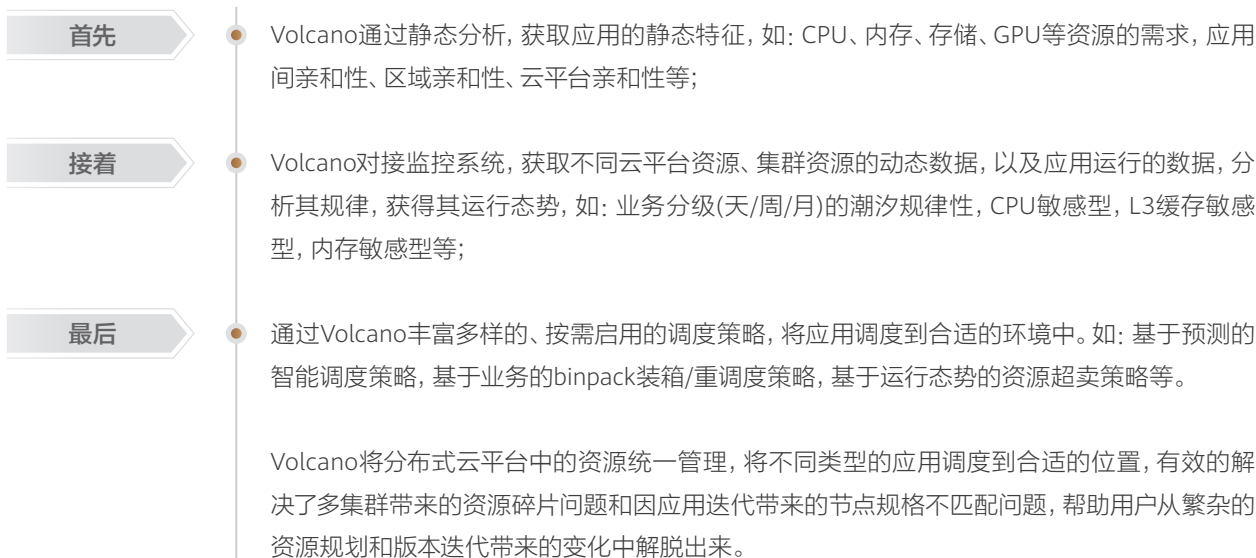 首先
Volcano通过静态分析, 获取应用的静态特征, 如: CPU、内存、存储、GPU等资源的需求, 应用
间亲和性、区域亲和性、云平台亲和性等;
接着
Volcano对接监控系统, 获取不同云平台资源、集群资源的动态数据, 以及应用运行的数据, 分
析其规律, 获得其运行态势, 如: 业务分级(天/周/月)的潮汐规律性, CPU敏感型, L3缓存敏感
型, 内存敏感型等;
最后
通过Volcano丰富多样的、按需启用的调度策略, 将应用调度到合适的环境中。如: 基于预测的
智能调度策略, 基于业务的binpack装箱/重调度策略, 基于运行态势的资源超卖策略等。
Volcano将分布式云平台中的资源统一管理, 将不同类型的应用调度到合适的位置, 有效的解
决了多集群带来的资源碎片问题和因应用迭代带来的节点规格不匹配问题, 帮助用户从繁杂的
资源规划和版本迭代带来的变化中解脱出来。